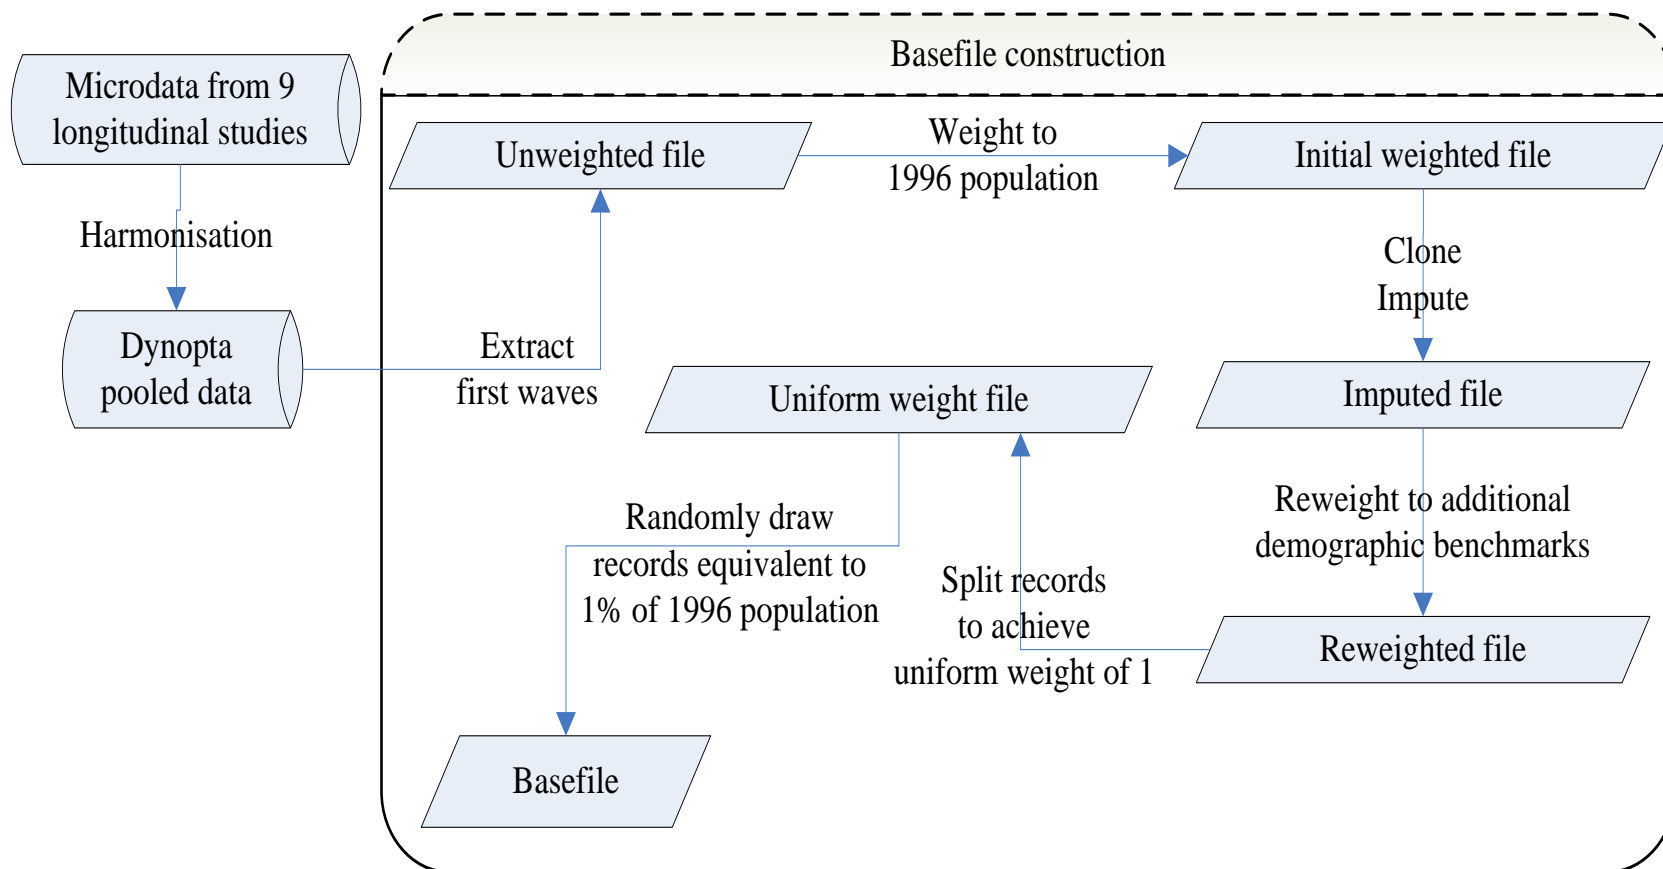 Basefile construction
Microdata from 9
longitudinal studies
Harmonisation
Dynopta
pooled data
Extract
first waves
Unweighted file
Weight to
1996 population
Initial weighted file
Clone
Impute
Imputed file
Reweight to additional
demographic benchmarks
Reweighted file
Split records
to achieve
uniform weight of 1
Uniform weight file
Randomly draw
records equivalent to
1% of 1996 population
Basefile